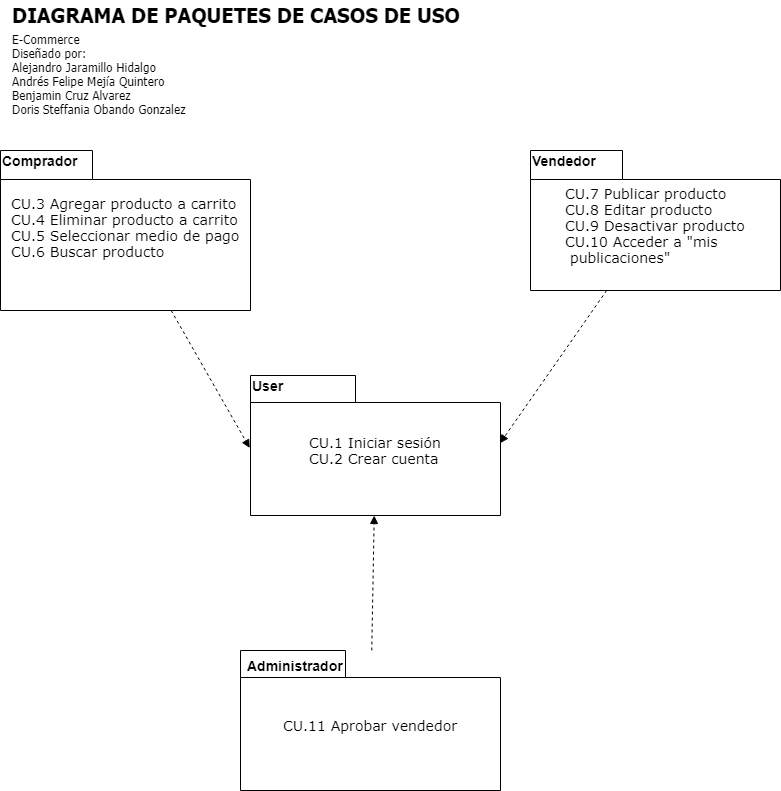 DIAGRAMA DE PAQUETES DE CASOS DE USO
E-Commerce
Diseñado por:
Alejandro Jaramillo Hidalgo
Andrés Felipe Mejía Quintero
Benjamin Cruz Alvarez
Doris Steffania Obando Gonzalez
Comprador
CU.3 Agregar producto a carrito
CU.4 Eliminar producto a carrito
CU.5 Seleccionar medio de pago
CU.6 Buscar producto
Vendedor
CU.7 Publicar producto
CU.8 Editar producto
CU.9 Desactivar producto
CU.10 Acceder a "mis
publicaciones"
User
CU.1 Iniciar sesión
CU.2 Crear cuenta
Administrador
CU.11 Aprobar vendedor